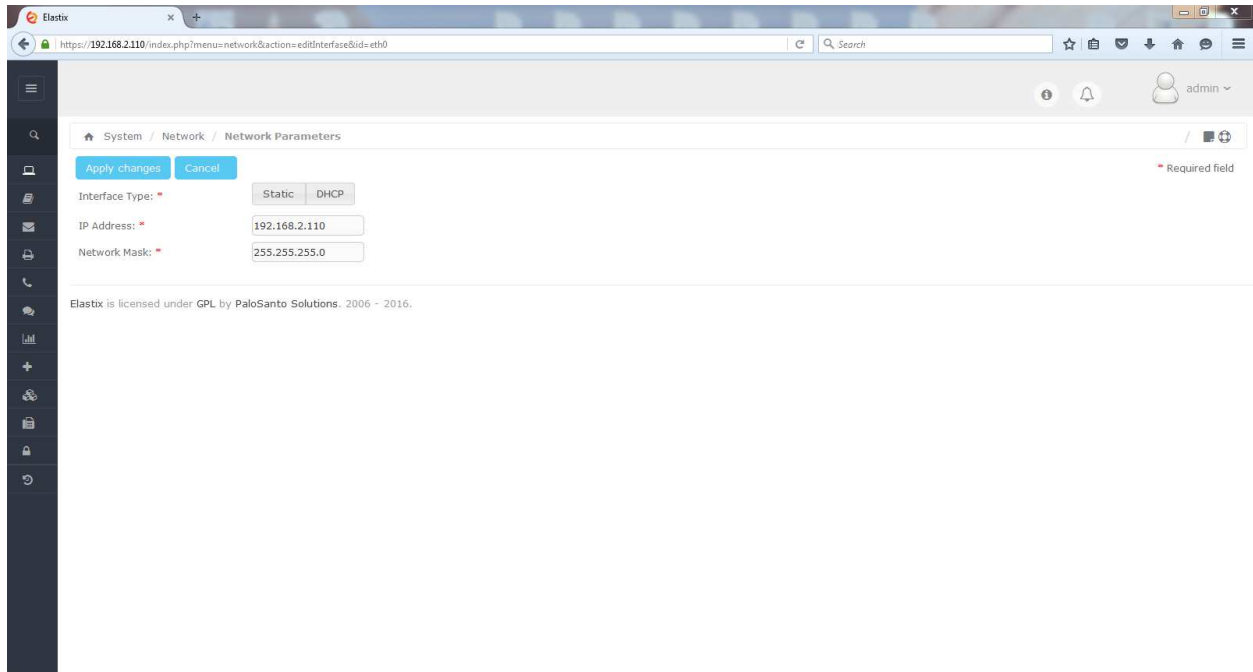 Elastix
https://192.168.2.110/index.php?menu=network&action=editInterfase&id=eth0
Search
admin
System / Network / Network Parameters /
Apply changes Cancel * Required field
Interface Type: * Static DHCP
IP Address: * 192.168.2.110
Network Mask: * 255.255.255.0
Elastix is licensed under GPL by PaloSanto Solutions. 2006 - 2016.